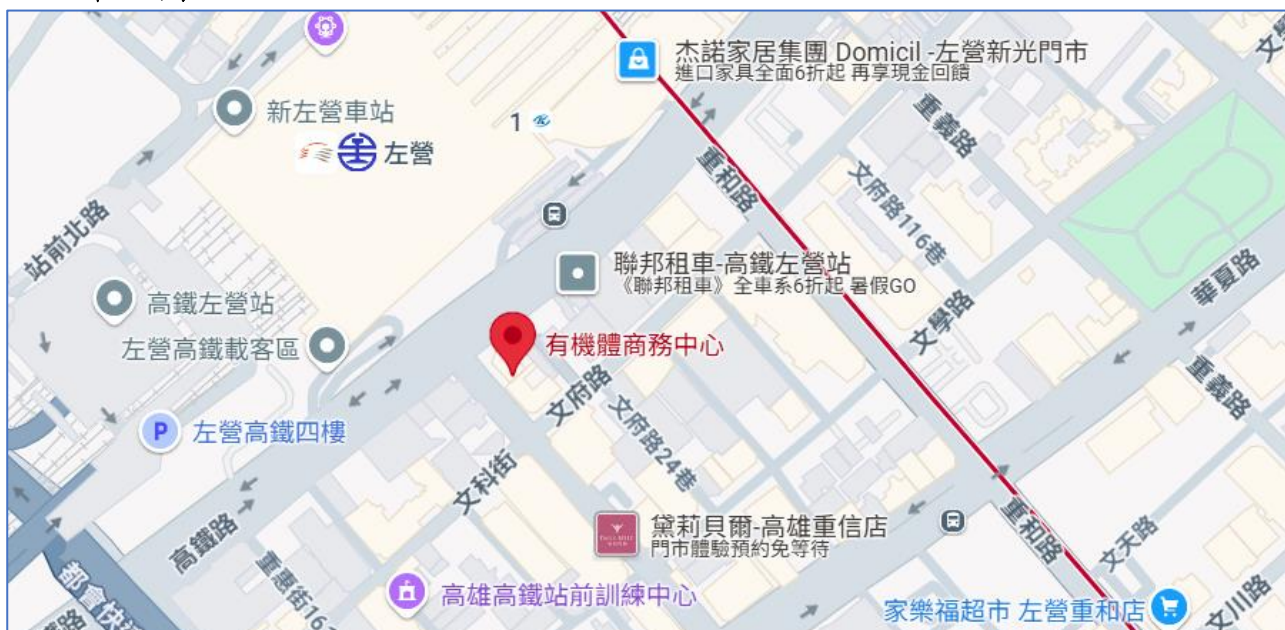 杰諾家居集團 Domicil -左營新光門市
進口家具全面6折起 再享現金回饋
新左營車站
1
左營
重義路
重和路
文府路116巷
站前北路
聯邦租車-高鐵左營站
《聯邦租車》全車系6折起 暑假GO
華夏路
高鐵左營站
文學路
左營高鐵載客區
有機體商務中心
文府路
重義路
P
左營高鐵四樓
文府路24巷
文科街
高鐵路
黛莉貝爾-高雄重信店
門市體驗預約免等待
重和路
文天路
都會快
重惠街16
高雄高鐵站前訓練中心
家樂福超市 左營重和店
文川路